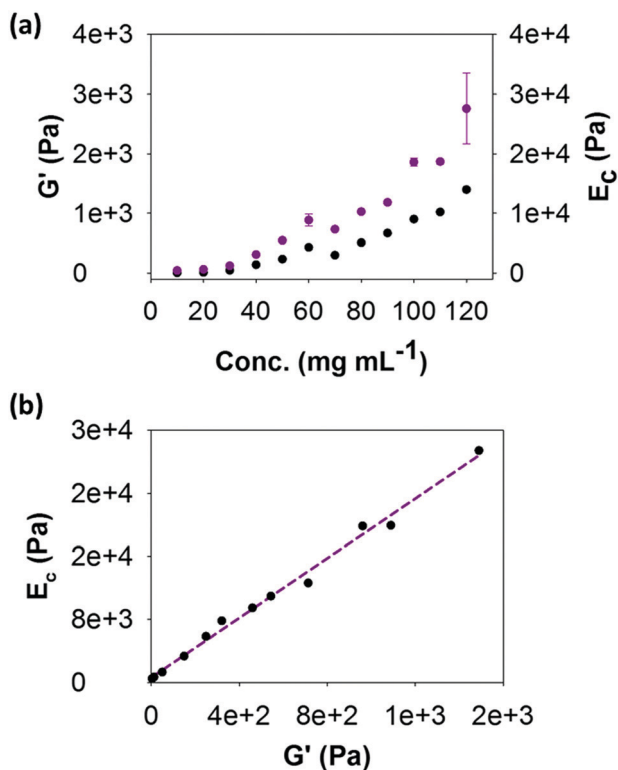 (a)
4e+3
3e+3
2e+3
1e+3
0
G' (Pa)
4e+4
3e+4
2e+4
1e+4
0
E_C (Pa)
0 20 40 60 80 100 120
Conc. (mg mL⁻¹)
(b)
3e+4
2e+4
2e+4
8e+3
0
E_c (Pa)
0 4e+2 8e+2 1e+3 2e+3
G' (Pa)